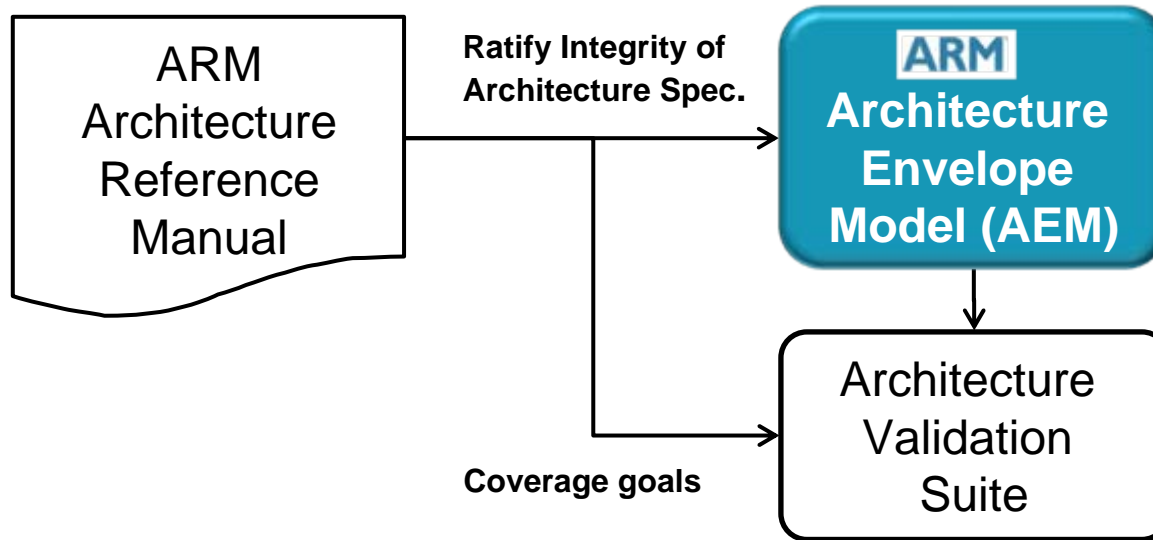 ARM
Architecture
Reference
Manual
Ratify Integrity of
Architecture Spec.
ARM
Architecture
Envelope
Model (AEM)
Coverage goals
Architecture
Validation
Suite